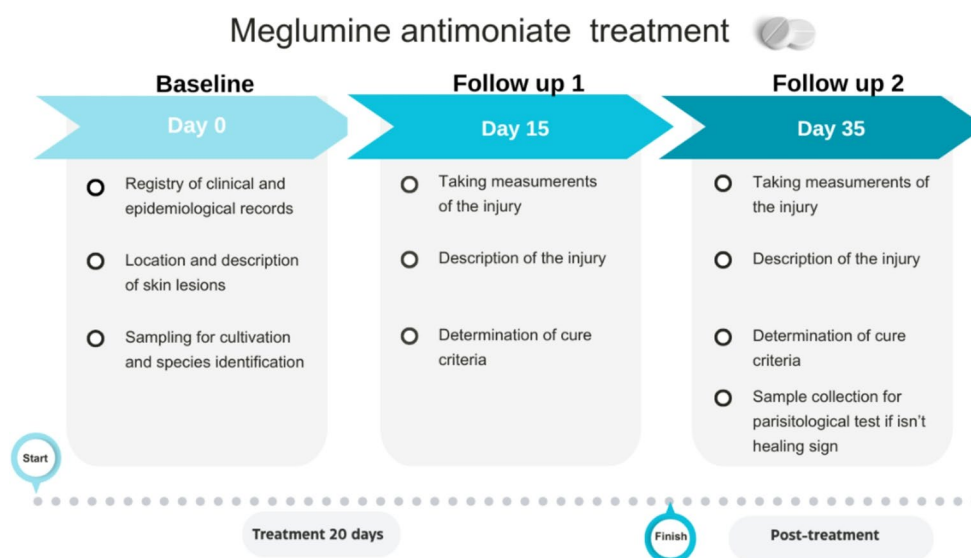 Meglumine antimoniate treatment
Baseline
Day 0
Registry of clinical and
epidemiological records
Location and description
of skin lesions
Sampling for cultivation
and species identification
Follow up 1
Day 15
Taking measumerents
of the injury
Description of the injury
Determination of cure
criteria
Follow up 2
Day 35
Taking measumerents of
the injury
Description of the injury
Determination of cure
criteria
Sample collection for
parisitological test if isn't
healing sign
Start
Treatment 20 days
Finish
Post-treatment